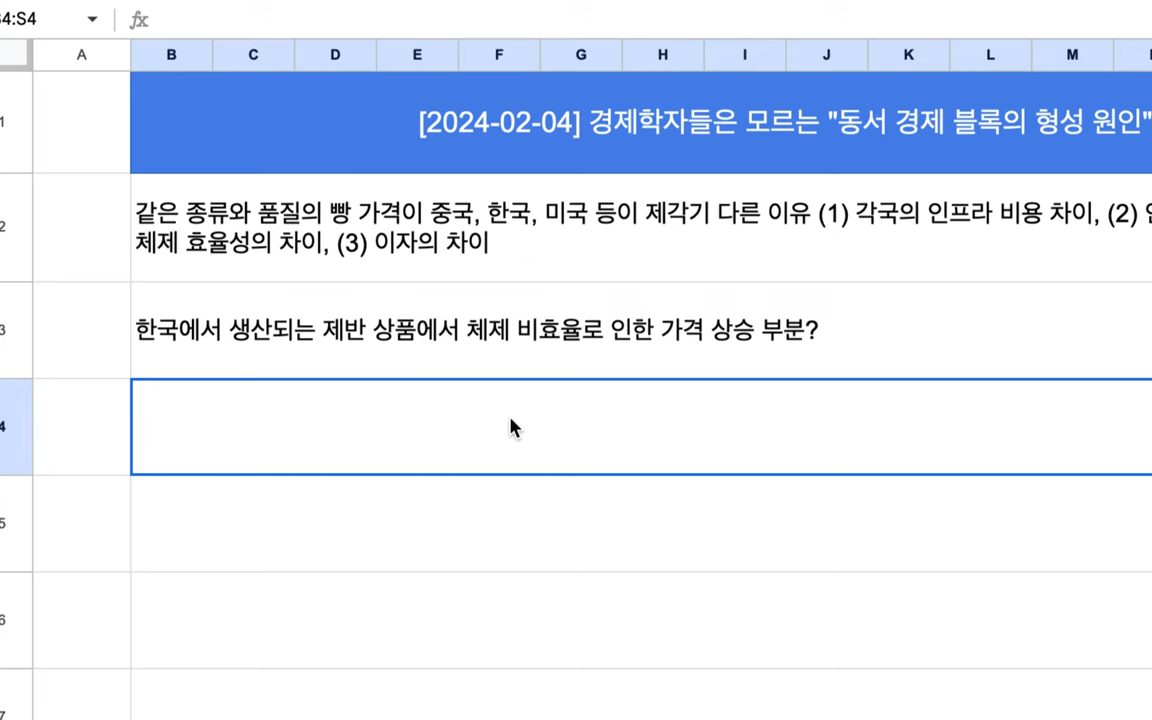 4:S4
fx
A B C D E F G H I J K L M
1
[2024-02-04] 경제학자들은 모르는 "동서 경제 블록의 형성 원인"
2
같은 종류와 품질의 빵 가격이 중국, 한국, 미국 등이 제각기 다른 이유 (1) 각국의 인프라 비용 차이, (2)
체제 효율성의 차이, (3) 이자의 차이
3
한국에서 생산되는 제반 상품에서 체제 비효율로 인한 가격 상승 부분?
4
5
6
7